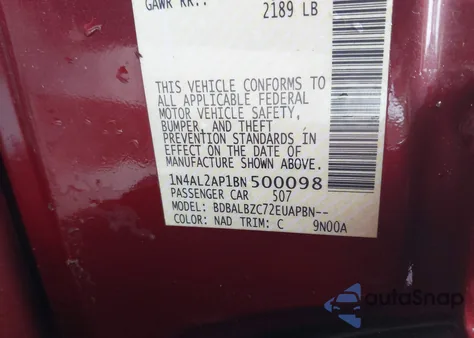 GAWR RR.:
2189 LB
THIS VEHICLE CONFORMS TO
ALL APPLICABLE FEDERAL
MOTOR VEHICLE SAFETY,
BUMPER, AND THEFT
PREVENTION STANDARDS IN
EFFECT ON THE DATE OF
MANUFACTURE SHOWN ABOVE.
1N4AL2AP1BN 500098
PASSENGER CAR 507
MODEL: BDBALBZC72EUAPBN--
COLOR: NAD TRIM: C 9N00A
autoSnap